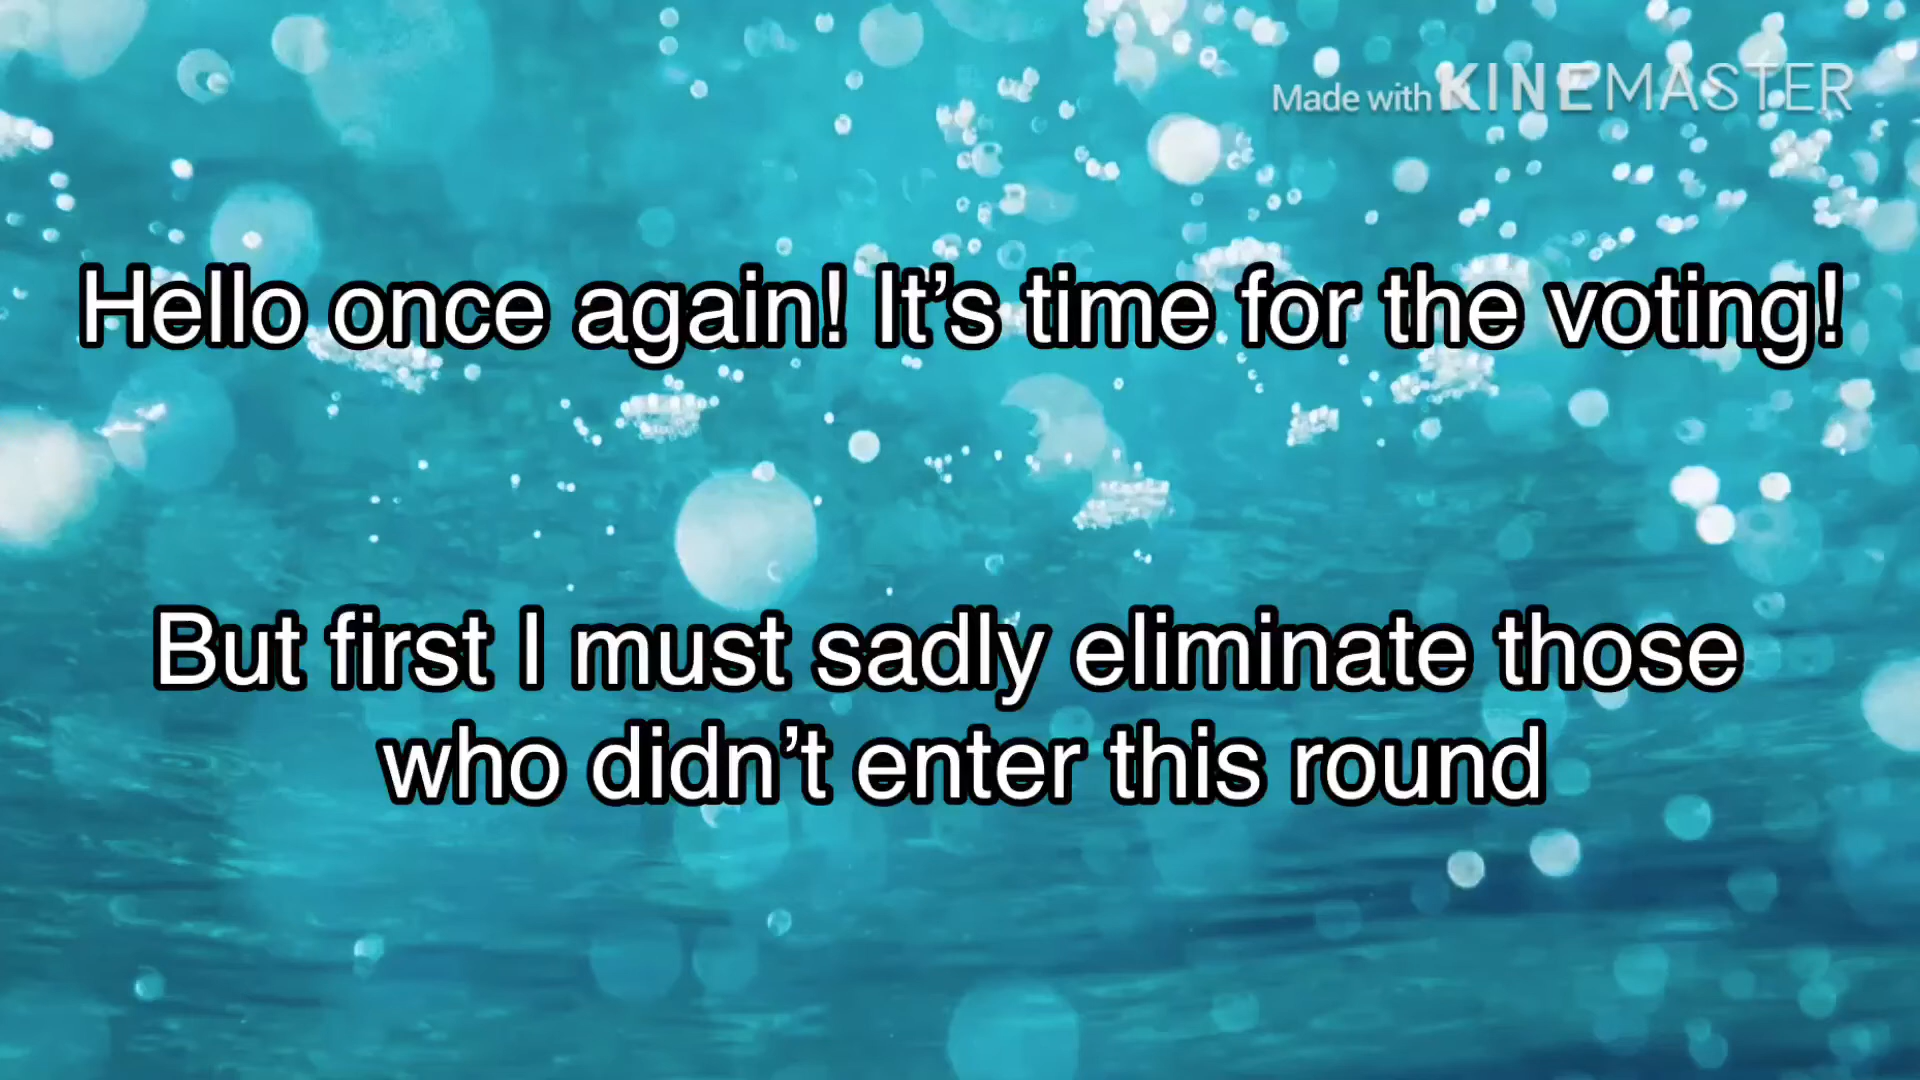 Made with KINEMASTER
Hello once again! It’s time for the voting!
But first I must sadly eliminate those
who didn’t enter this round